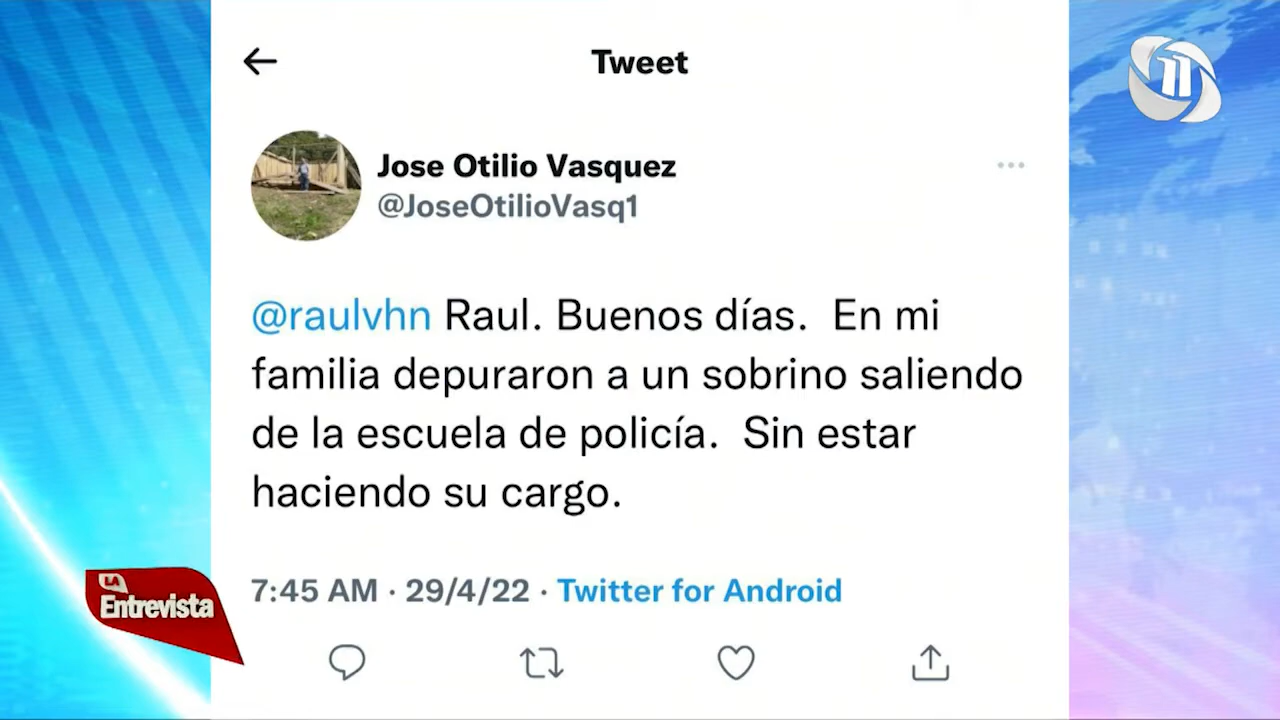 Tweet
11
Jose Otilio Vasquez
@JoseOtilioVasq1
@raulvhn Raul. Buenos días.  En mi
familia depuraron a un sobrino saliendo
de la escuela de policía.  Sin estar
haciendo su cargo.
7:45 AM · 29/4/22 · Twitter for Android
LA
Entrevista